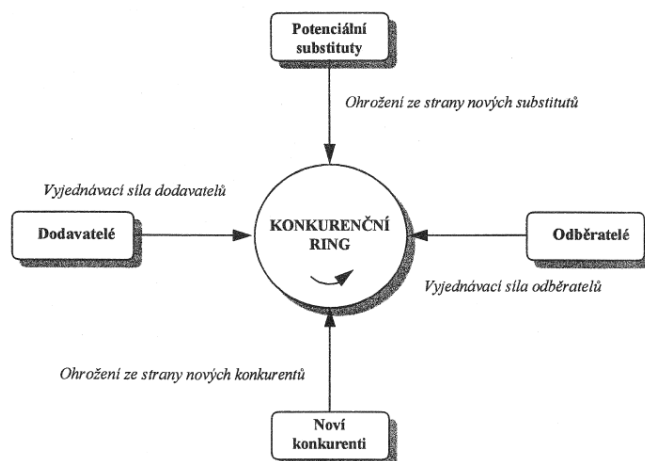 Potenciální
substituty
Ohrožení ze strany nových substitutů
Vyjednávací síla dodavatelů
Dodavatelé
KONKURENČNÍ
RING
Odběratelé
Vyjednávací síla odběratelů
Ohrožení ze strany nových konkurentů
Noví
konkurenti